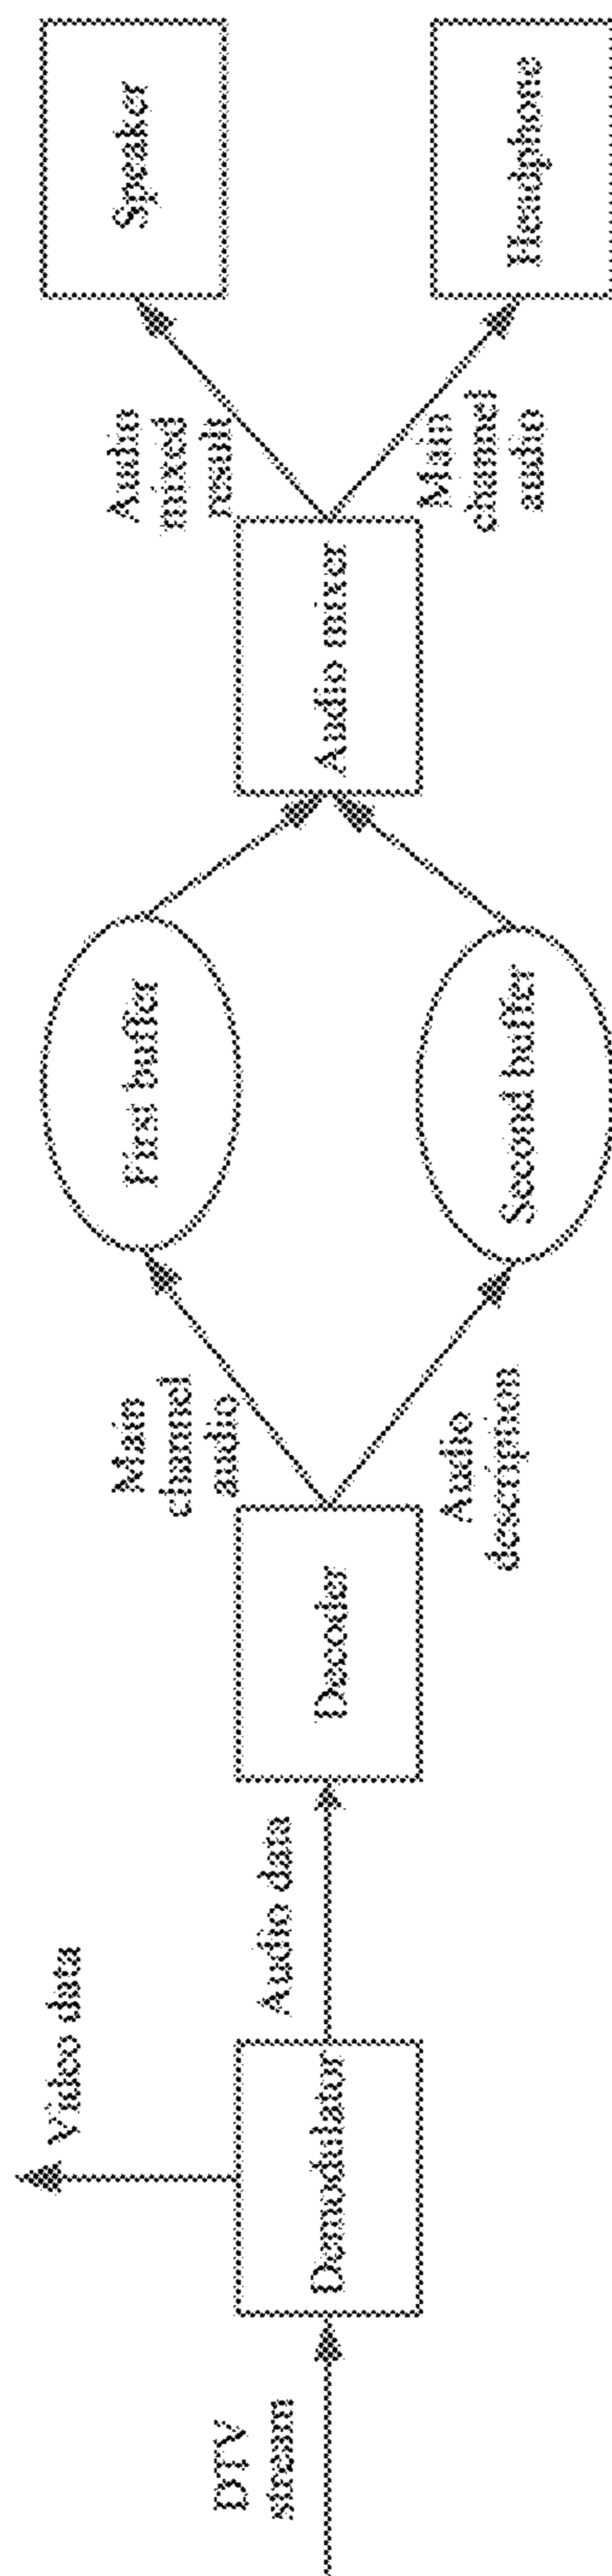 DTV
stream
Demodulator
Video data
Audio data
Decoder
Main
channel
audio
Audio
description
First buffer
Second buffer
Audio mixer
Audio
mixed
result
Main
channel
audio
Speaker
Headphone